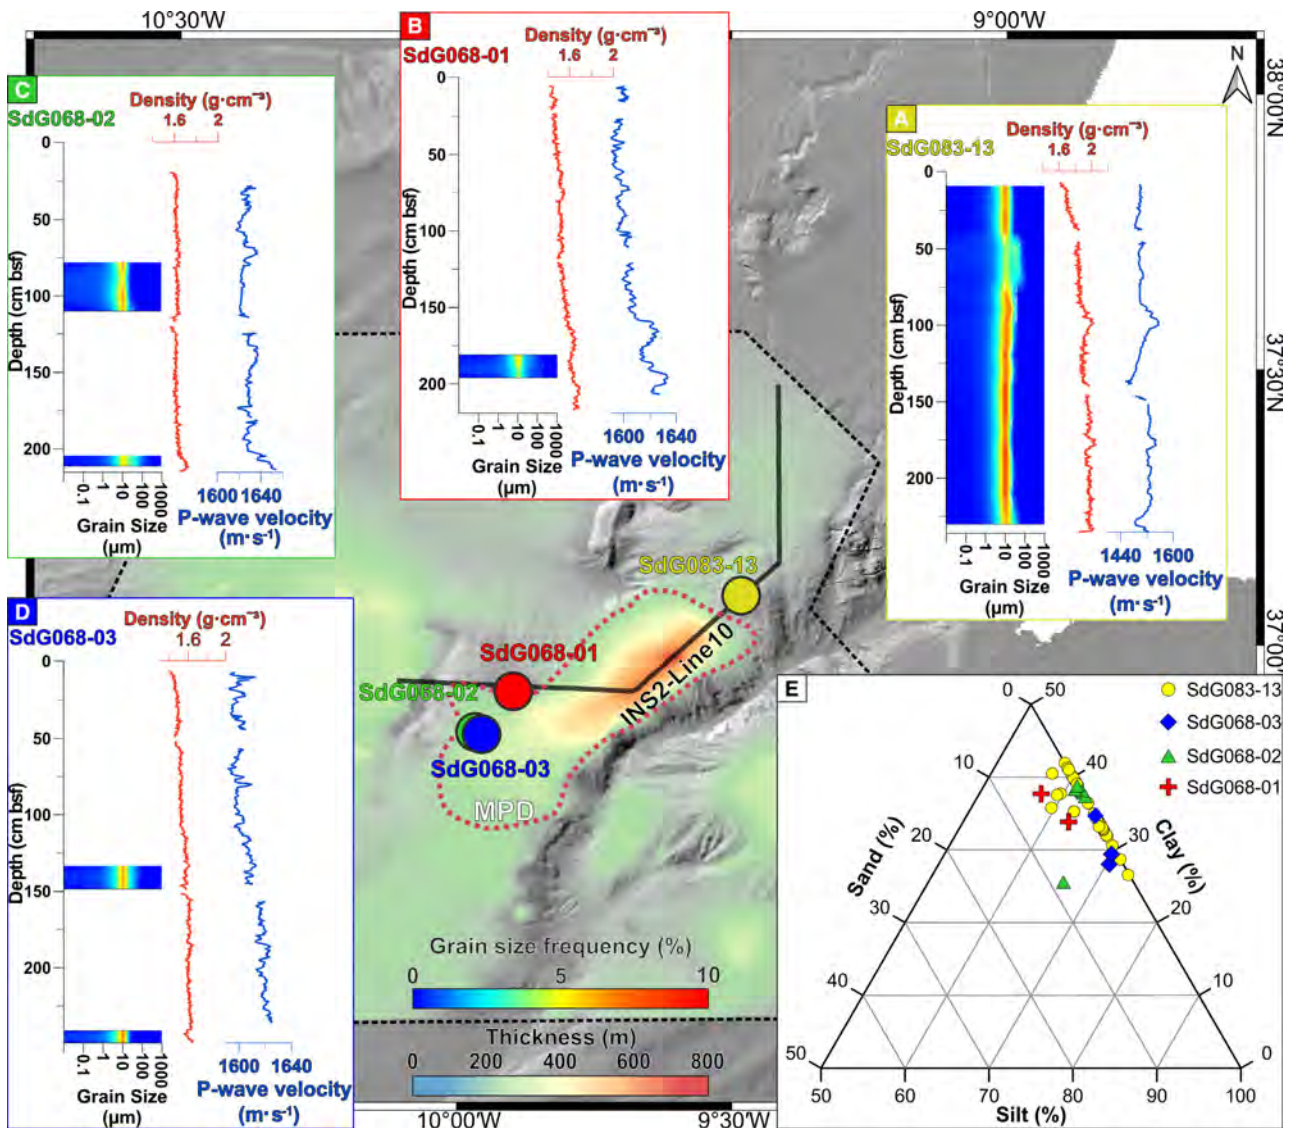 10°30'W
9°00'W
38°00'N
37°30'N
37°00'N
10°00'W
9°30'W
N
B
SdG068-01
Density (g·cm⁻³)
1.6 2
0
50
100
150
200
Depth (cm bsf)
0.1 1 10 100 1000
Grain Size
(µm)
1600 1640
P-wave velocity
(m·s⁻¹)
C
Density (g·cm⁻³)
SdG068-02
1.6 2
0
50
100
150
200
Depth (cm bsf)
0.1 1 10 100 1000
Grain Size
(µm)
1600 1640
P-wave velocity
(m·s⁻¹)
A
Density (g·cm⁻³)
SdG083-13
1.6 2
0
50
100
150
200
Depth (cm bsf)
0.1 1 10 100 1000
Grain Size
(µm)
1440 1600
P-wave velocity
(m·s⁻¹)
D
Density (g·cm⁻³)
SdG068-03
1.6 2
0
50
100
150
200
Depth (cm bsf)
0.1 1 10 100 1000
Grain Size
(µm)
1600 1640
P-wave velocity
(m·s⁻¹)
SdG083-13
SdG068-01
SdG068-02
SdG068-03
INS2-Line10
MPD
Grain size frequency (%)
0 5 10
Thickness (m)
0 200 400 600 800
E
SdG083-13
SdG068-03
SdG068-02
SdG068-01
0 50
10 40
20 30
30 20
40 10
50 0
Sand (%)
Clay (%)
50 60 70 80 90 100
Silt (%)